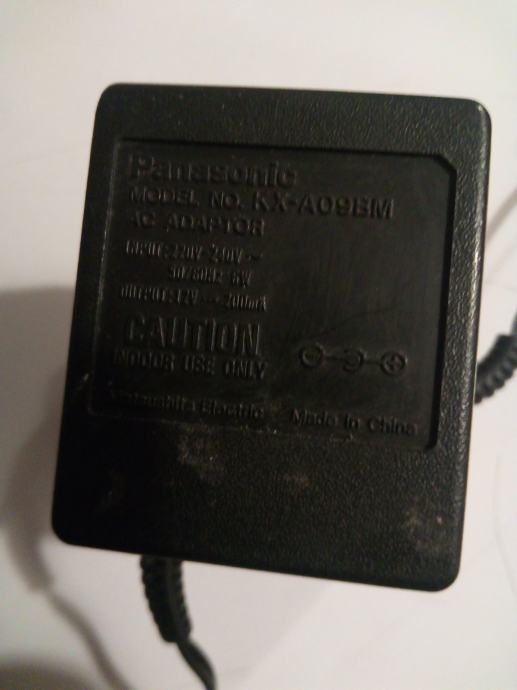 Panasonic
MODEL NO. KX-A09BM
AC ADAPTOR
INPUT:220V-240V~
50/60Hz 6W
OUTPUT:12V 200mA
CAUTION
INDOOR USE ONLY
Matsushita Electric Made in China